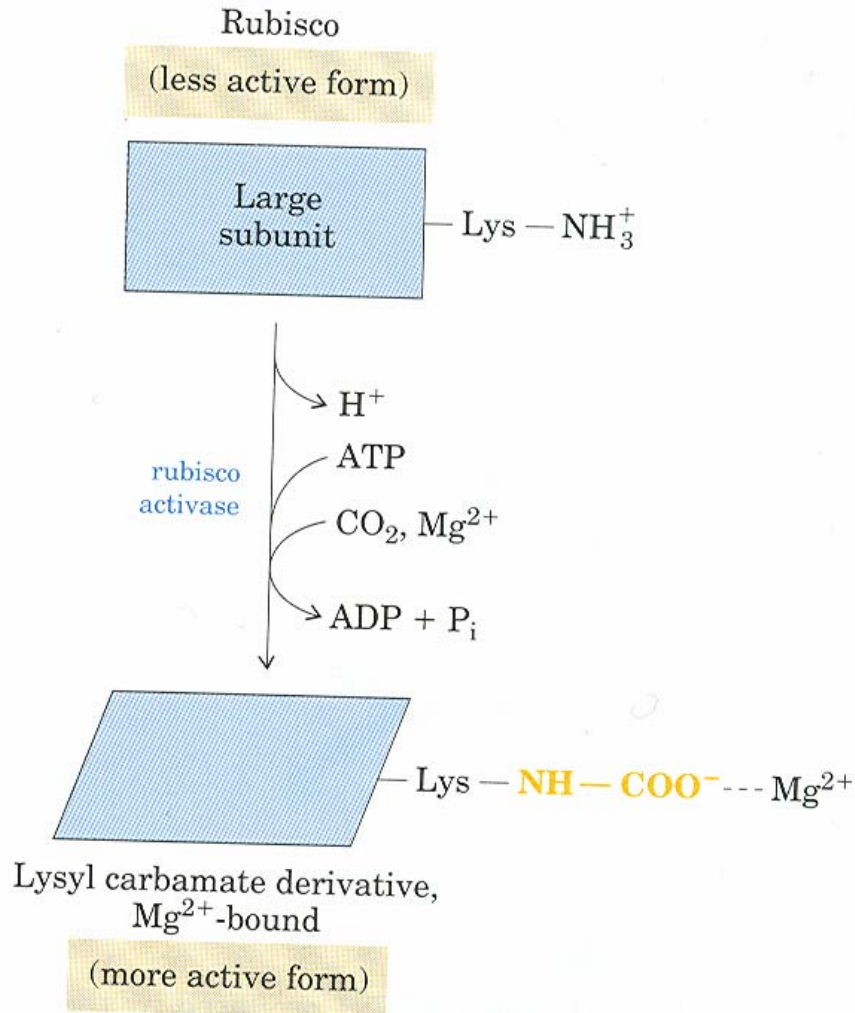 Rubisco
(less active form)
Large
subunit
— Lys — NH₃⁺
H⁺
ATP
rubisco
activase
CO₂, Mg²⁺
ADP + Pᵢ
— Lys — NH — COO⁻ --- Mg²⁺
Lysyl carbamate derivative,
Mg²⁺-bound
(more active form)